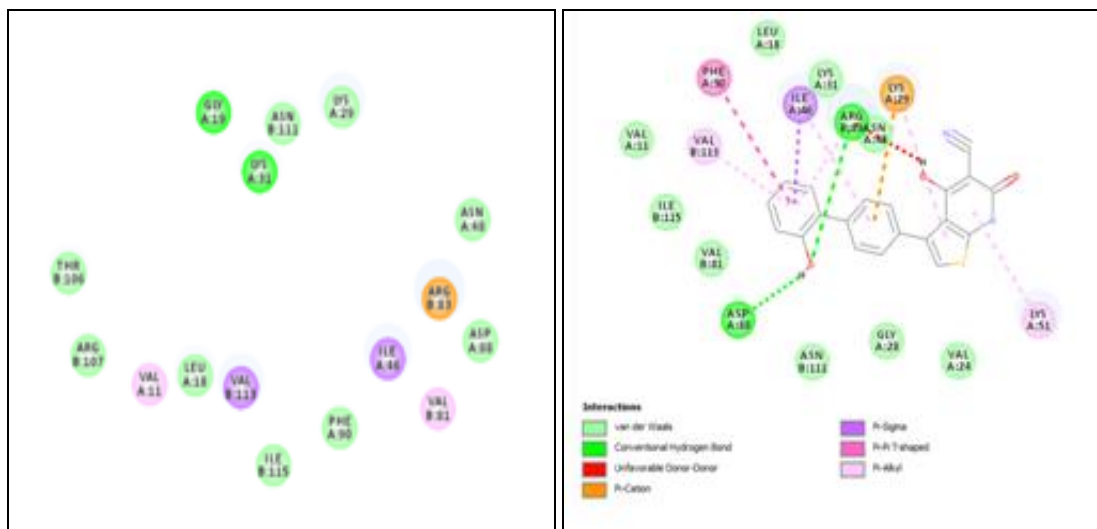 GLY
A:19
ASN
B:111
LYS
A:29
LYS
A:31
ASN
A:48
THR
B:106
ARG
B:83
ARG
B:107
VAL
A:11
LEU
A:18
VAL
B:113
ILE
A:46
ASP
A:88
VAL
B:81
PHE
A:90
ILE
B:115
LEU
A:18
PHE
A:90
LYS
A:31
ILE
A:46
LYS
A:29
ARG
ASN
VAL
A:11
VAL
B:113
ILE
B:115
VAL
B:81
ASP
A:88
ASN
GLY
A:28
VAL
A:24
LYS
A:51
Interactions
van der Waals
Conventional Hydrogen Bond
Unfavorable Donor-Donor
Pi-Cation
Pi-Sigma
Pi-Pi T-shaped
Pi-Alkyl